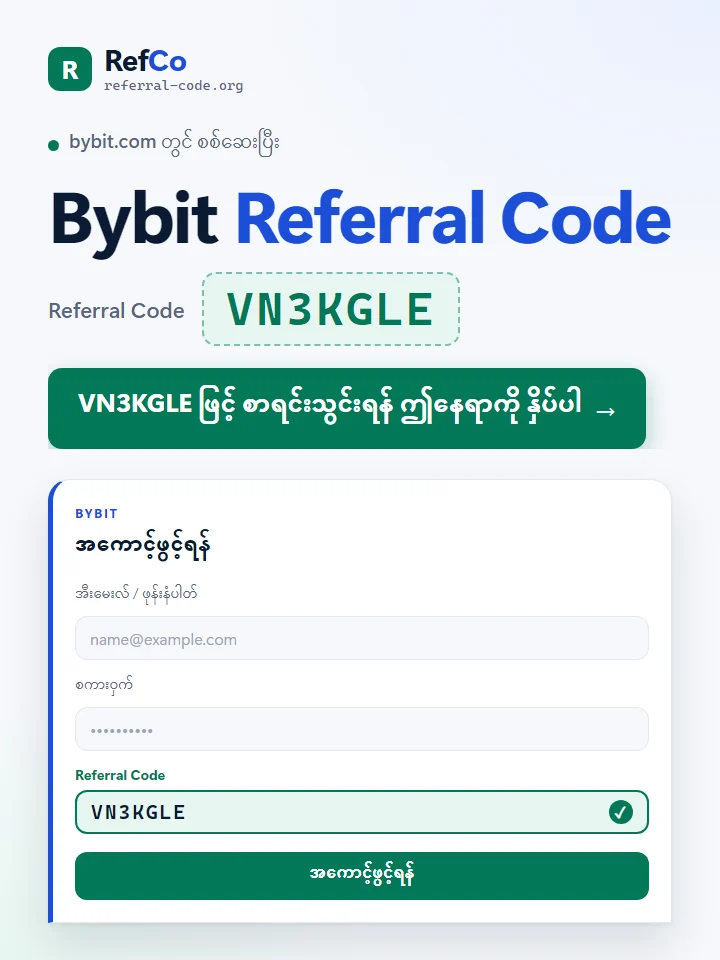 R
RefCo
referral-code.org
bybit.com တွင် စစ်ဆေးပြီး
Bybit Referral Code
Referral Code VN3KGLE
VN3KGLE ဖြင့် စာရင်းသွင်းရန် ဤနေရာကို နှိပ်ပါ →
BYBIT
အကောင့်ဖွင့်ရန်
အီးမေးလ် / ဖုန်းနံပါတ်
name@example.com
စကားဝှက်
••••••••••
Referral Code
VN3KGLE ✓
အကောင့်ဖွင့်ရန်